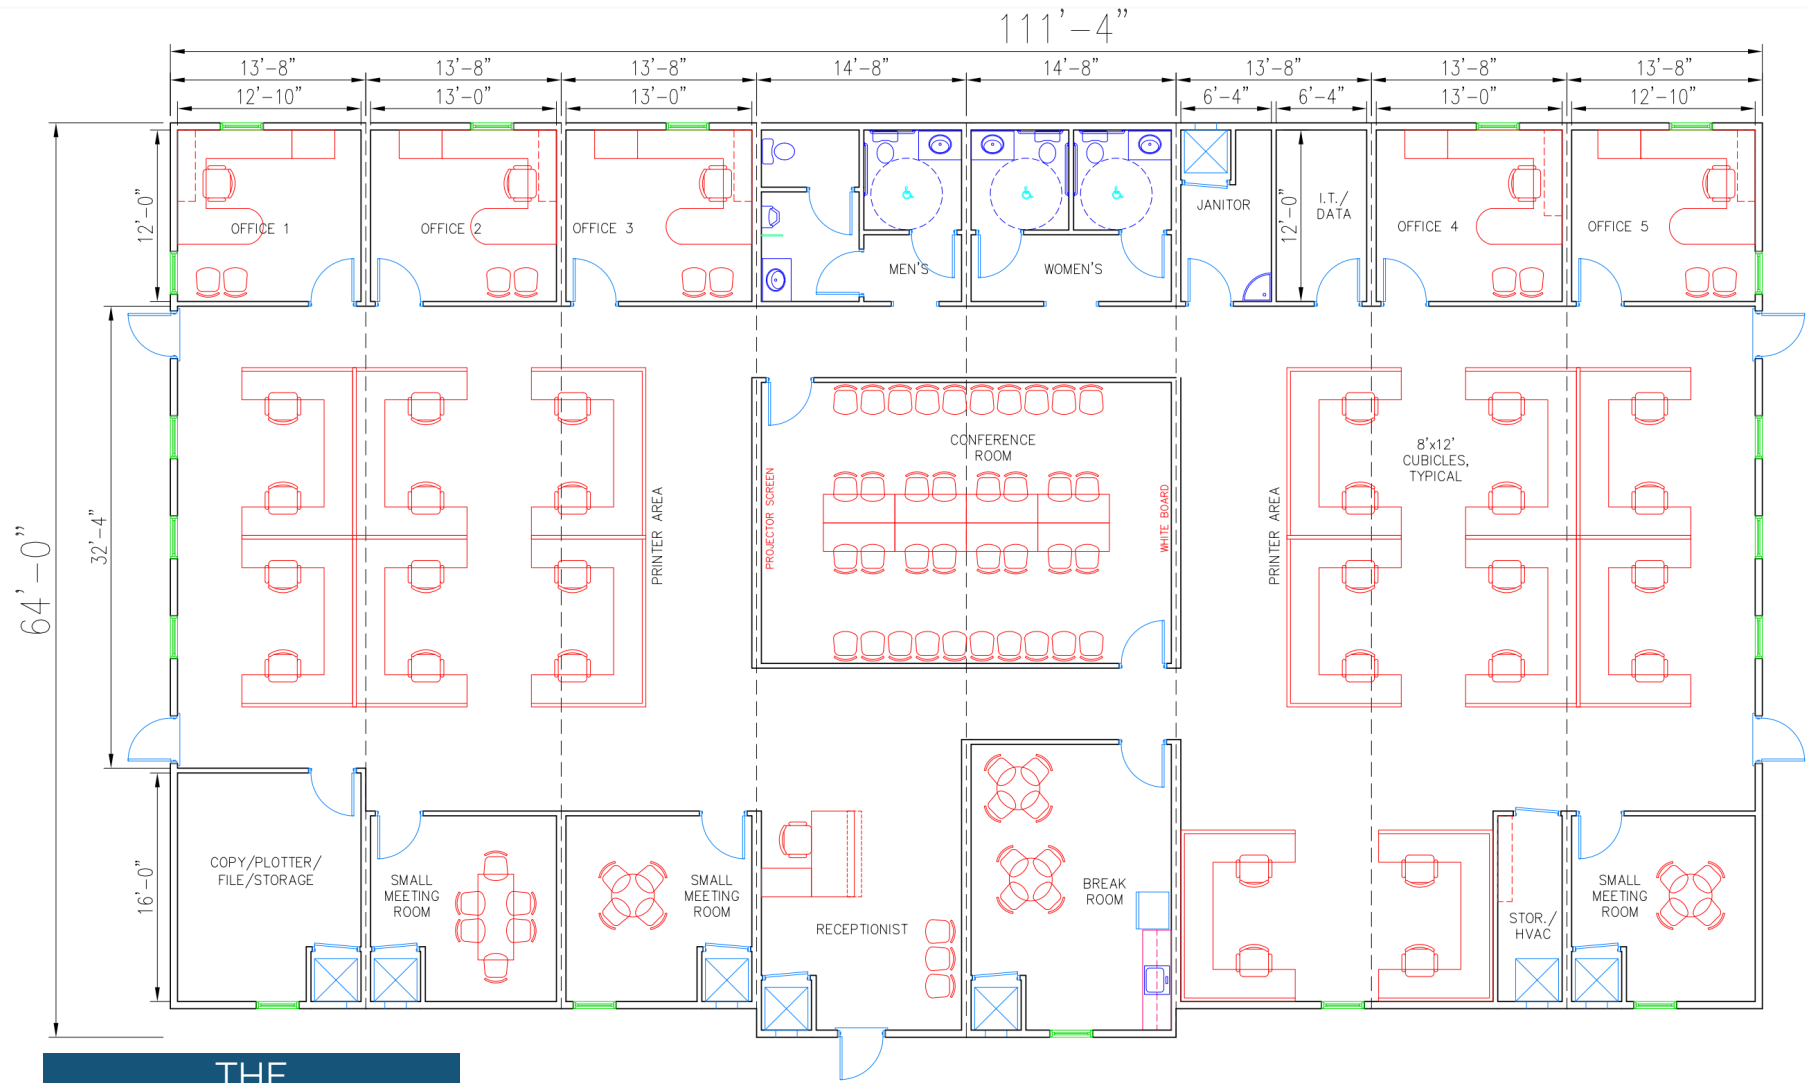 111'-4"
13'-8"
13'-8"
13'-8"
14'-8"
14'-8"
13'-8"
13'-8"
13'-8"
12'-10"
13'-0"
13'-0"
6'-4"
6'-4"
13'-0"
12'-10"
12'-0"
OFFICE 1
OFFICE 2
OFFICE 3
MEN'S
WOMEN'S
JANITOR
12'-0"
I.T./
DATA
OFFICE 4
OFFICE 5
64'-0"
32'-4"
PRINTER AREA
PROJECTOR SCREEN
CONFERENCE
ROOM
WHITE BOARD
PRINTER AREA
8'x12'
CUBICLES,
TYPICAL
16'-0"
COPY/PLOTTER/
FILE/STORAGE
SMALL
MEETING
ROOM
SMALL
MEETING
ROOM
RECEPTIONIST
BREAK
ROOM
STOR./
HVAC
SMALL
MEETING
ROOM
THE